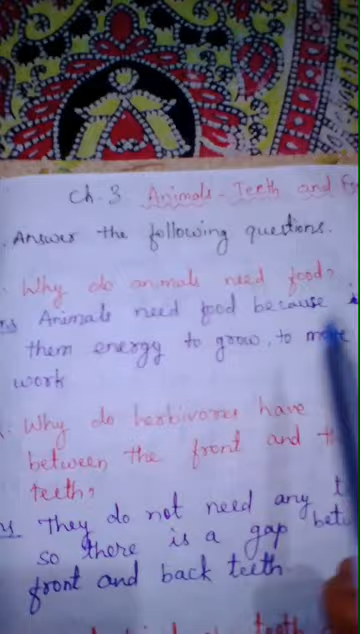 Ch. 3 Animals - Teeth and
Answer the following questions.
Why do animals need food?
Animals need food because
them energy to grow, to move
work
Why do herbivores have
between the front and
teeth?
They do not need any
so there is a gap
front and back teeth.